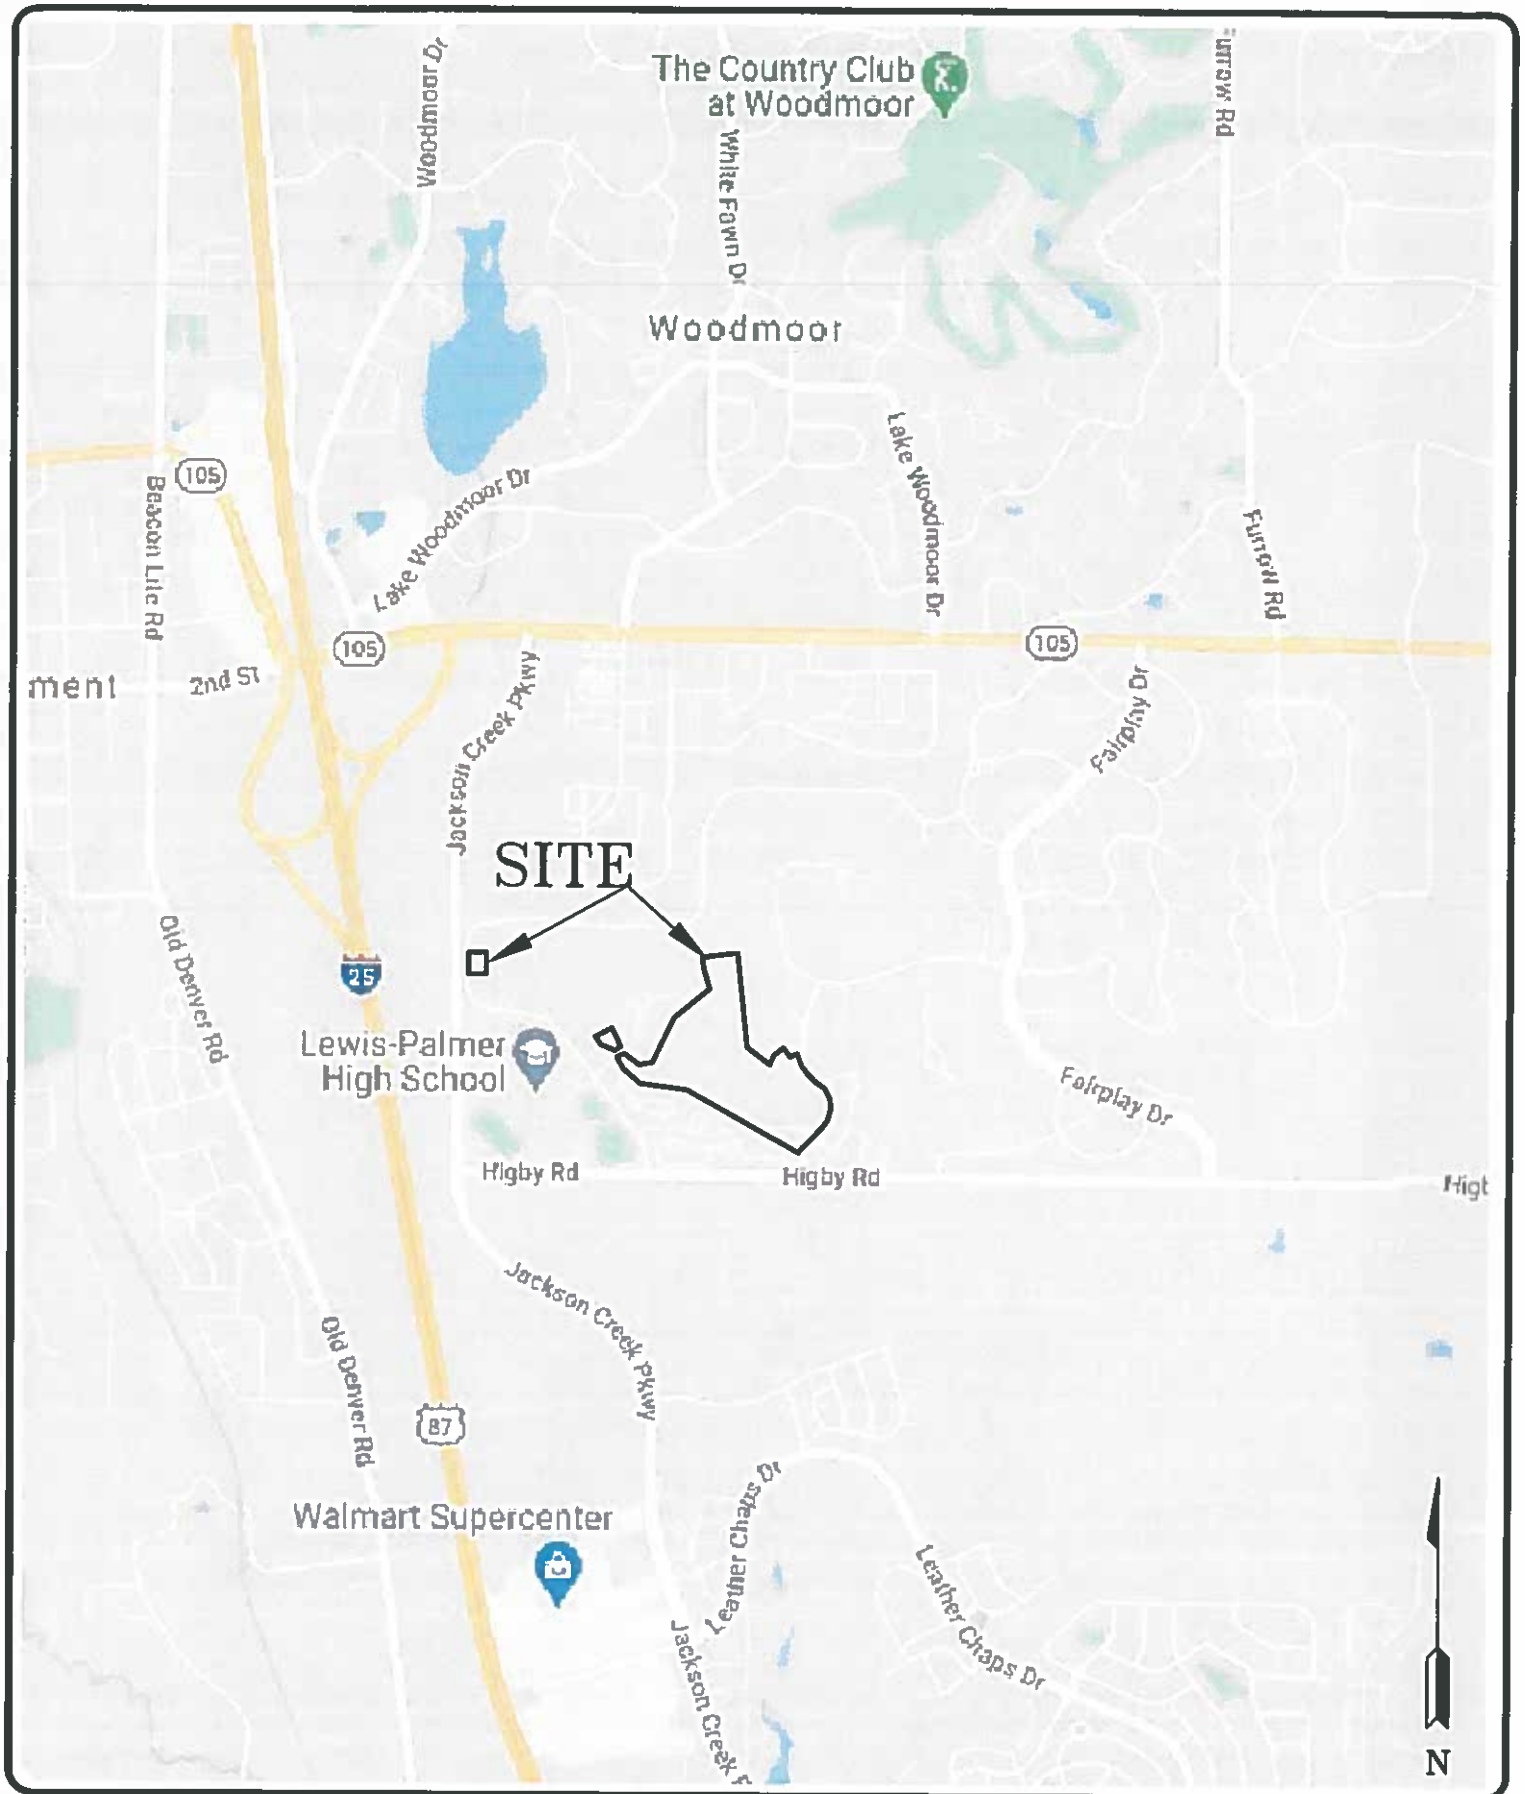 Woodmoor Dr
The Country Club
at Woodmoor
White Fawn Dr
Woodmoor
105
Beacon Lite Rd
Lake Woodmoor Dr
Lake Woodmoor Dr
Furrow Rd
105
105
ment
2nd St
Jackson Creek Pkwy
Fairplay Dr
SITE
Old Denver Rd
25
Lewis-Palmer
High School
Fairplay Dr
Higby Rd
Higby Rd
Jackson Creek Pkwy
Old Denver Rd
87
Walmart Supercenter
Leather Chaps Dr
Leather Chaps Dr
Jackson Creek
N